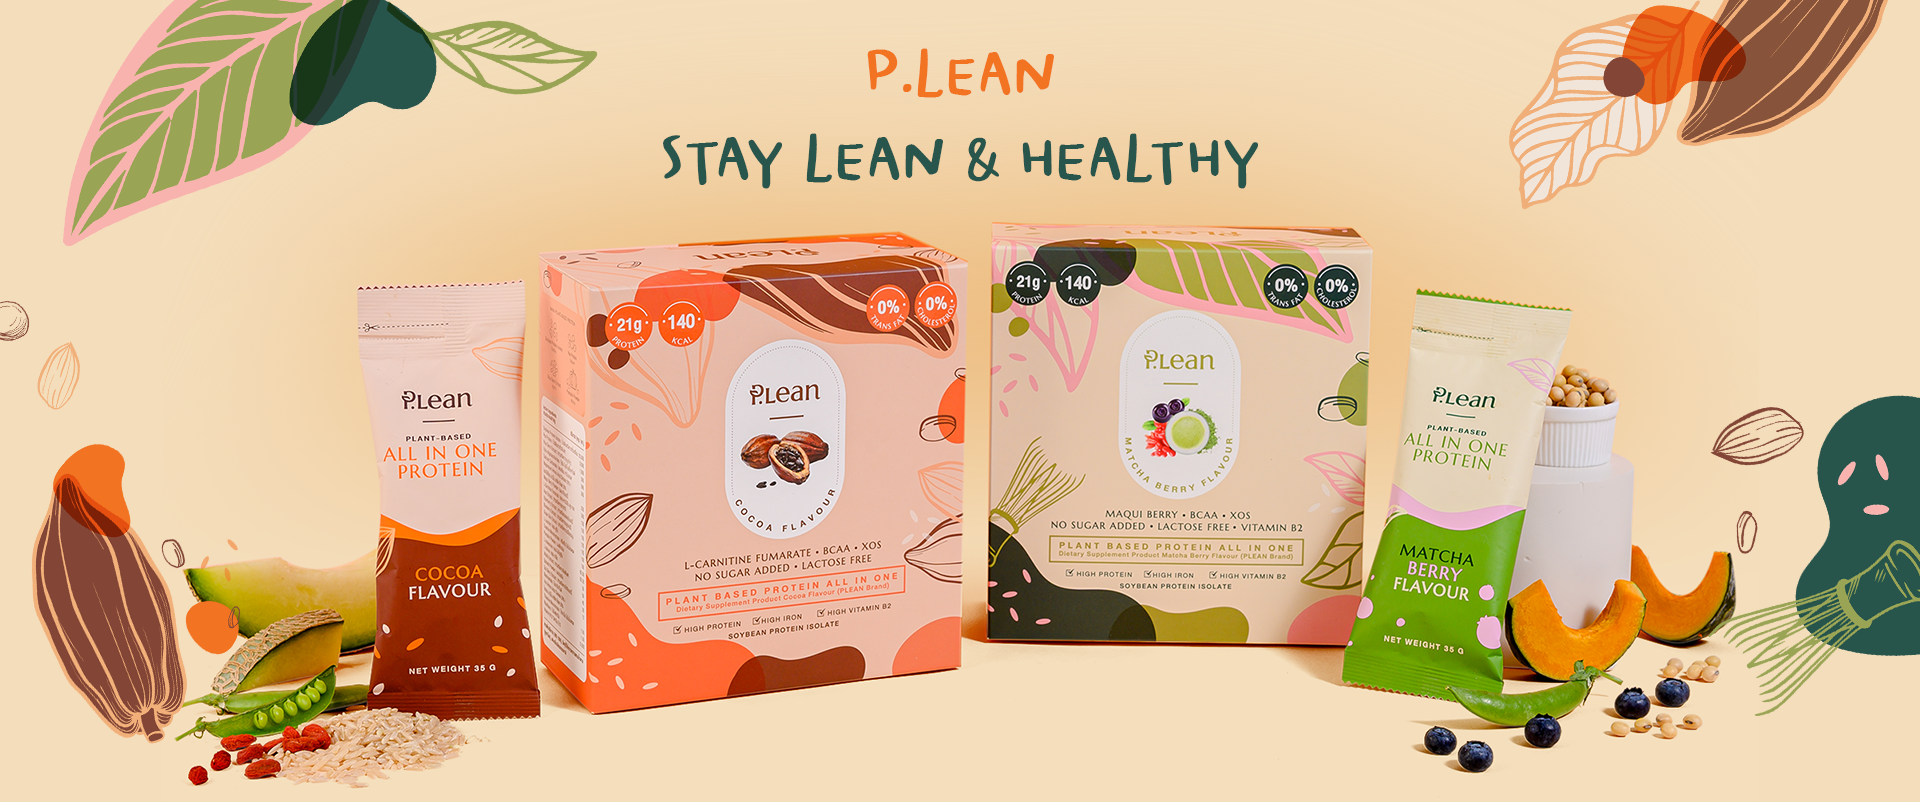 P.LEAN
STAY LEAN & HEALTHY
P.Lean
PLANT-BASED
ALL IN ONE
PROTEIN
COCOA
FLAVOUR
NET WEIGHT 35 G
P.Lean
21g
PROTEIN
140
KCAL
0%
TRANS FAT
0%
CHOLESTEROL
P.Lean
COCOA FLAVOUR
L-CARNITINE FUMARATE • BCAA • XOS
NO SUGAR ADDED • LACTOSE FREE
PLANT BASED PROTEIN ALL IN ONE
Dietary Supplement Product Cocoa Flavour (PLEAN Brand)
HIGH PROTEIN HIGH IRON HIGH VITAMIN B2
SOYBEAN PROTEIN ISOLATE
P.Lean
21g
PROTEIN
140
KCAL
0%
TRANS FAT
0%
CHOLESTEROL
P.Lean
MATCHA BERRY FLAVOUR
MAQUI BERRY • BCAA • XOS
NO SUGAR ADDED • LACTOSE FREE • VITAMIN B2
PLANT BASED PROTEIN ALL IN ONE
Dietary Supplement Product Matcha Berry Flavour (PLEAN Brand)
HIGH PROTEIN HIGH IRON HIGH VITAMIN B2
SOYBEAN PROTEIN ISOLATE
P.Lean
PLANT-BASED
ALL IN ONE
PROTEIN
MATCHA
BERRY
FLAVOUR
NET WEIGHT 35 G